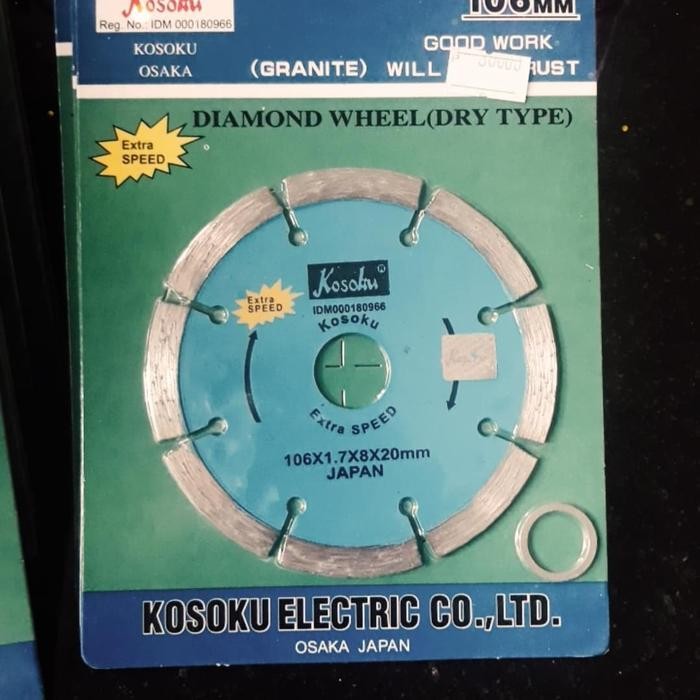 Kosoku
106MM
Reg. No.: IDM 000180966
KOSOKU
OSAKA
GOOD WORK
(GRANITE) WILL
DIAMOND WHEEL(DRY TYPE)
Extra
SPEED
Kosoku®
Extra
SPEED
IDM000180966
Kosoku
Extra SPEED
106X1.7X8X20mm
JAPAN
KOSOKU ELECTRIC CO.,LTD.
OSAKA JAPAN